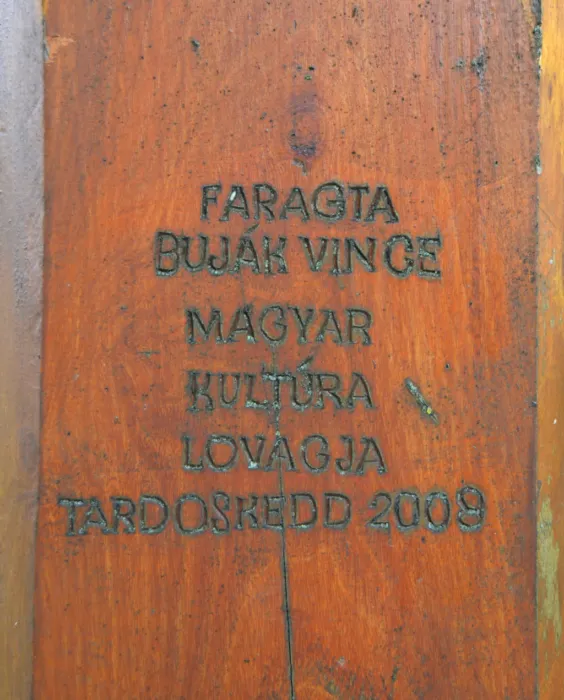 FARAGTA
BUJÁK VINCE
MAGYAR
KULTÚRA
LOVAGJA
TARDOSKEDD 2009